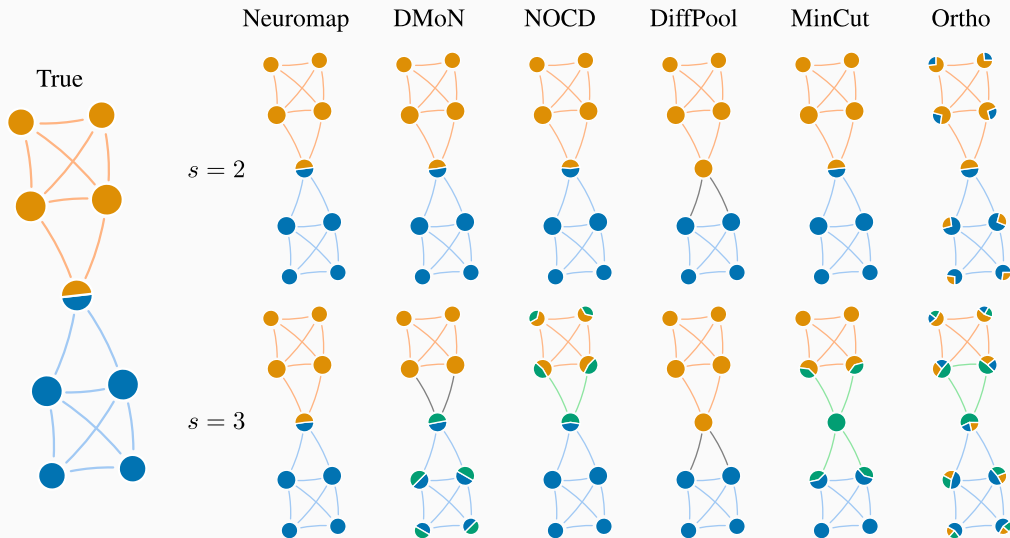 Neuromap DMoN NOCD DiffPool MinCut Ortho
True
s = 2
s = 3